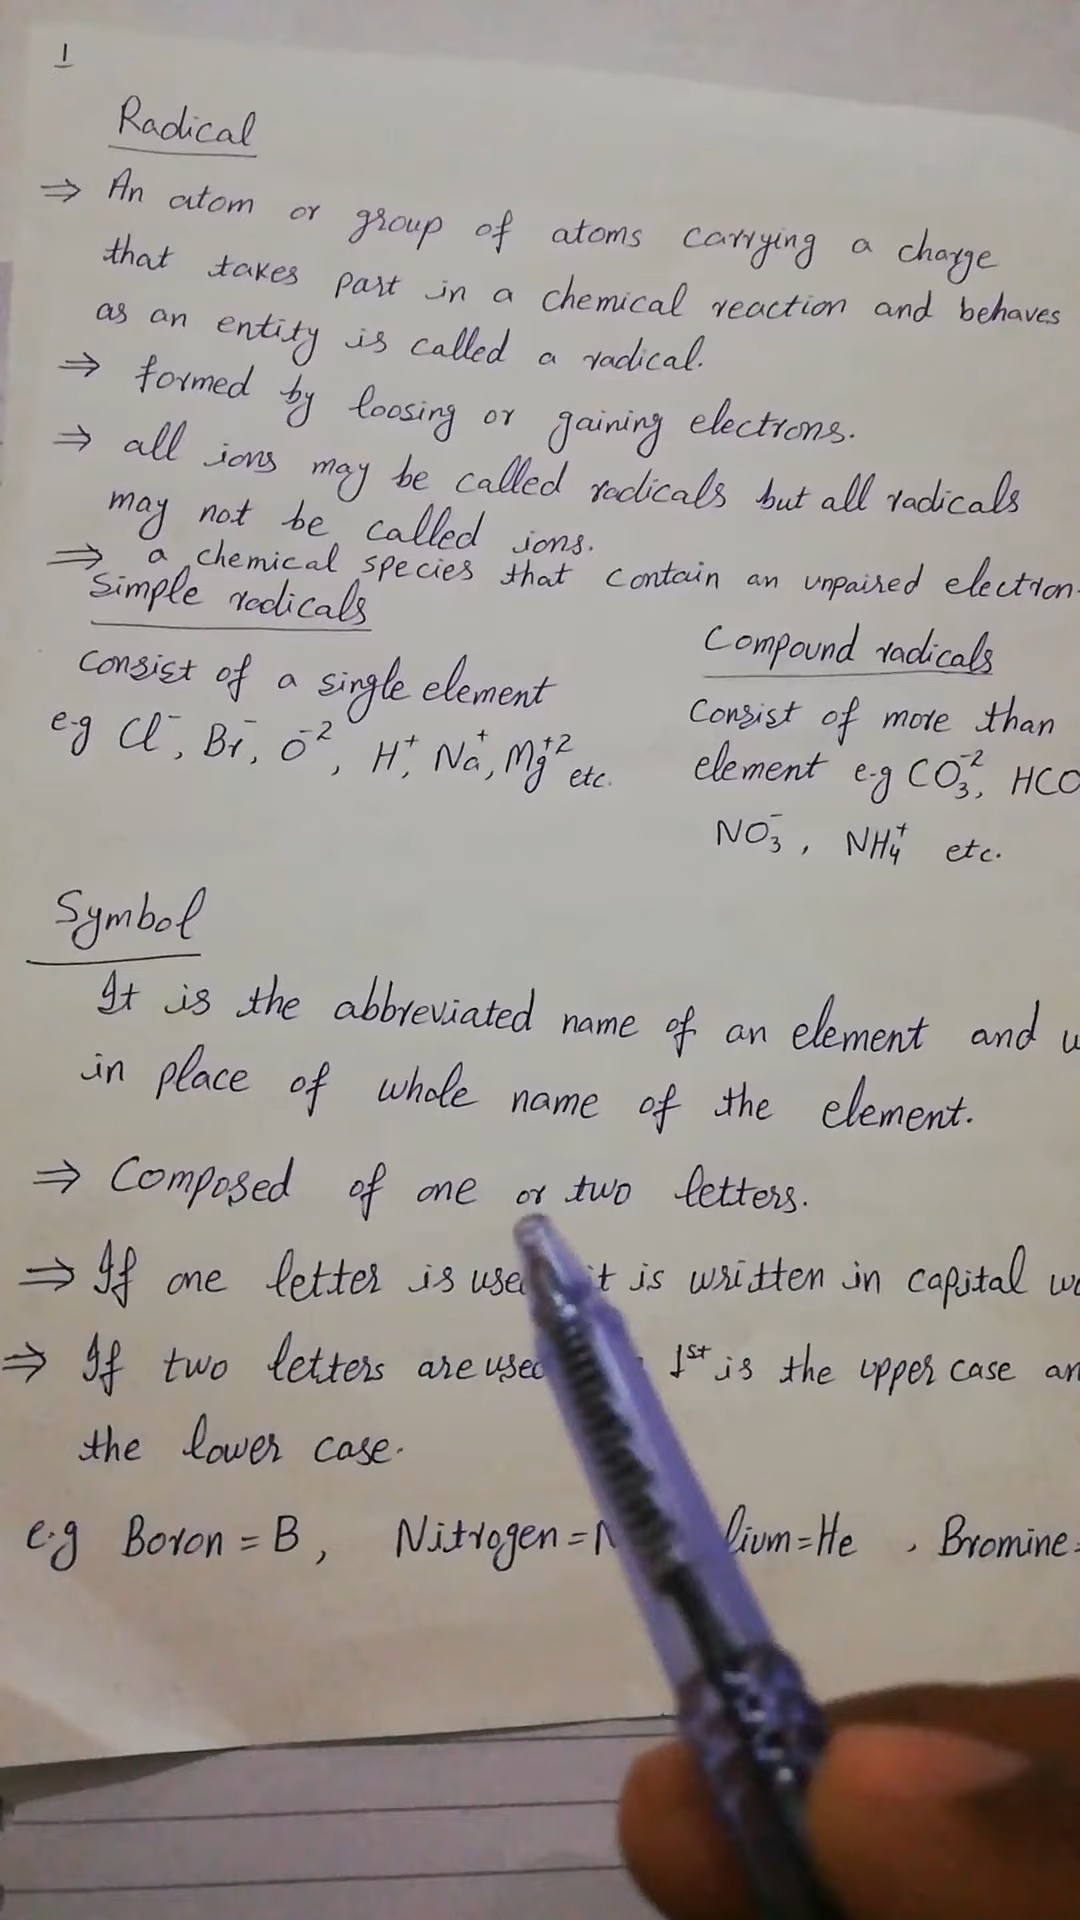 1
Radical
⇒ An atom or group of atoms carrying a charge
that takes part in a chemical reaction and behaves
as an entity is called a radical.
⇒ formed by loosing or gaining electrons.
⇒ all ions may be called radicals but all radicals
may not be called ions.
⇒ a chemical species that contain an unpaired electron.
Simple radicals
consist of a single element
e-g Cl⁻, Br⁻, O⁻², H⁺, Na⁺, Mg⁺² etc.
Compound radicals
Consist of more than
element e-g CO₃⁻², HCO
NO₃⁻, NH₄⁺ etc.
Symbol
It is the abbreviated name of an element and
in place of whole name of the element.
⇒ Composed of one or two letters.
⇒ If one letter is use it is written in capital
⇒ If two letters are used 1st is the upper case
the lower case.
e.g Boron = B, Nitrogen = N lium=He , Bromine=